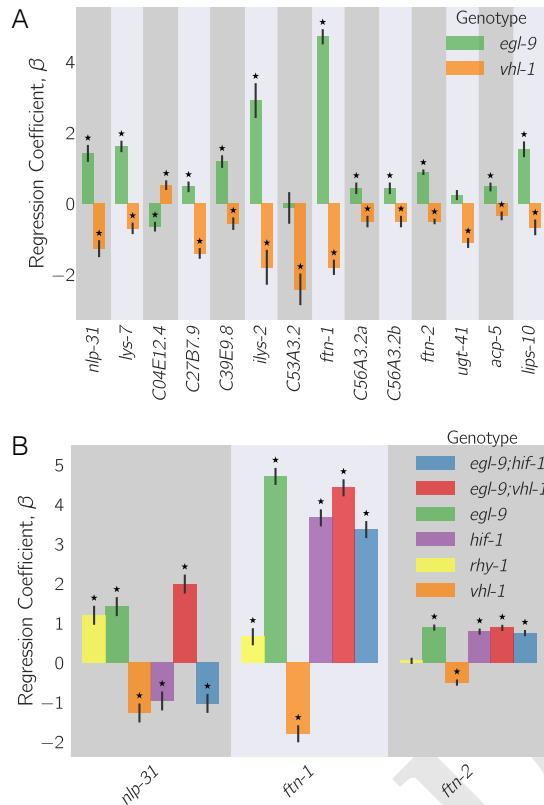 A
Genotype
egl-9
vhl-1
Regression Coefficient, β
4
2
0
−2
nlp-31
lys-7
C04E12.4
C27B7.9
C39E9.8
ilys-2
C53A3.2
ftn-1
C56A3.2a
C56A3.2b
ftn-2
ugt-41
acp-5
lips-10
B
Genotype
egl-9;hif-1
egl-9;vhl-1
egl-9
hif-1
rhy-1
vhl-1
Regression Coefficient, β
5
4
3
2
1
0
−1
−2
nlp-31
ftn-1
ftn-2